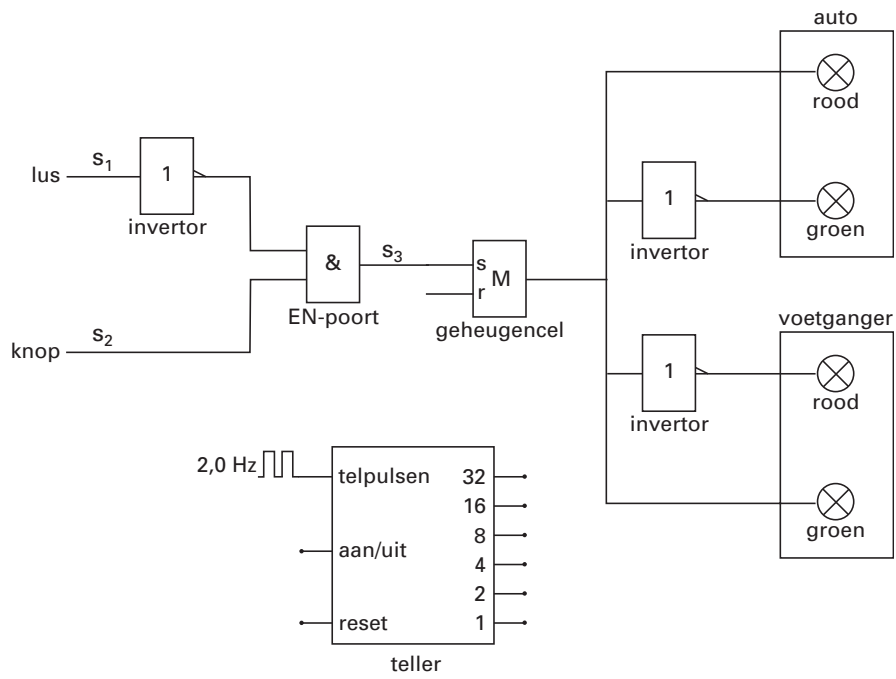 auto
rood
groen
lus
s₁
1
invertor
1
invertor
&
EN-poort
s₃
s
r
M
geheugencel
knop
s₂
voetganger
1
invertor
rood
groen
2,0 Hz
telpulsen
32
16
8
aan/uit
4
2
reset
1
teller